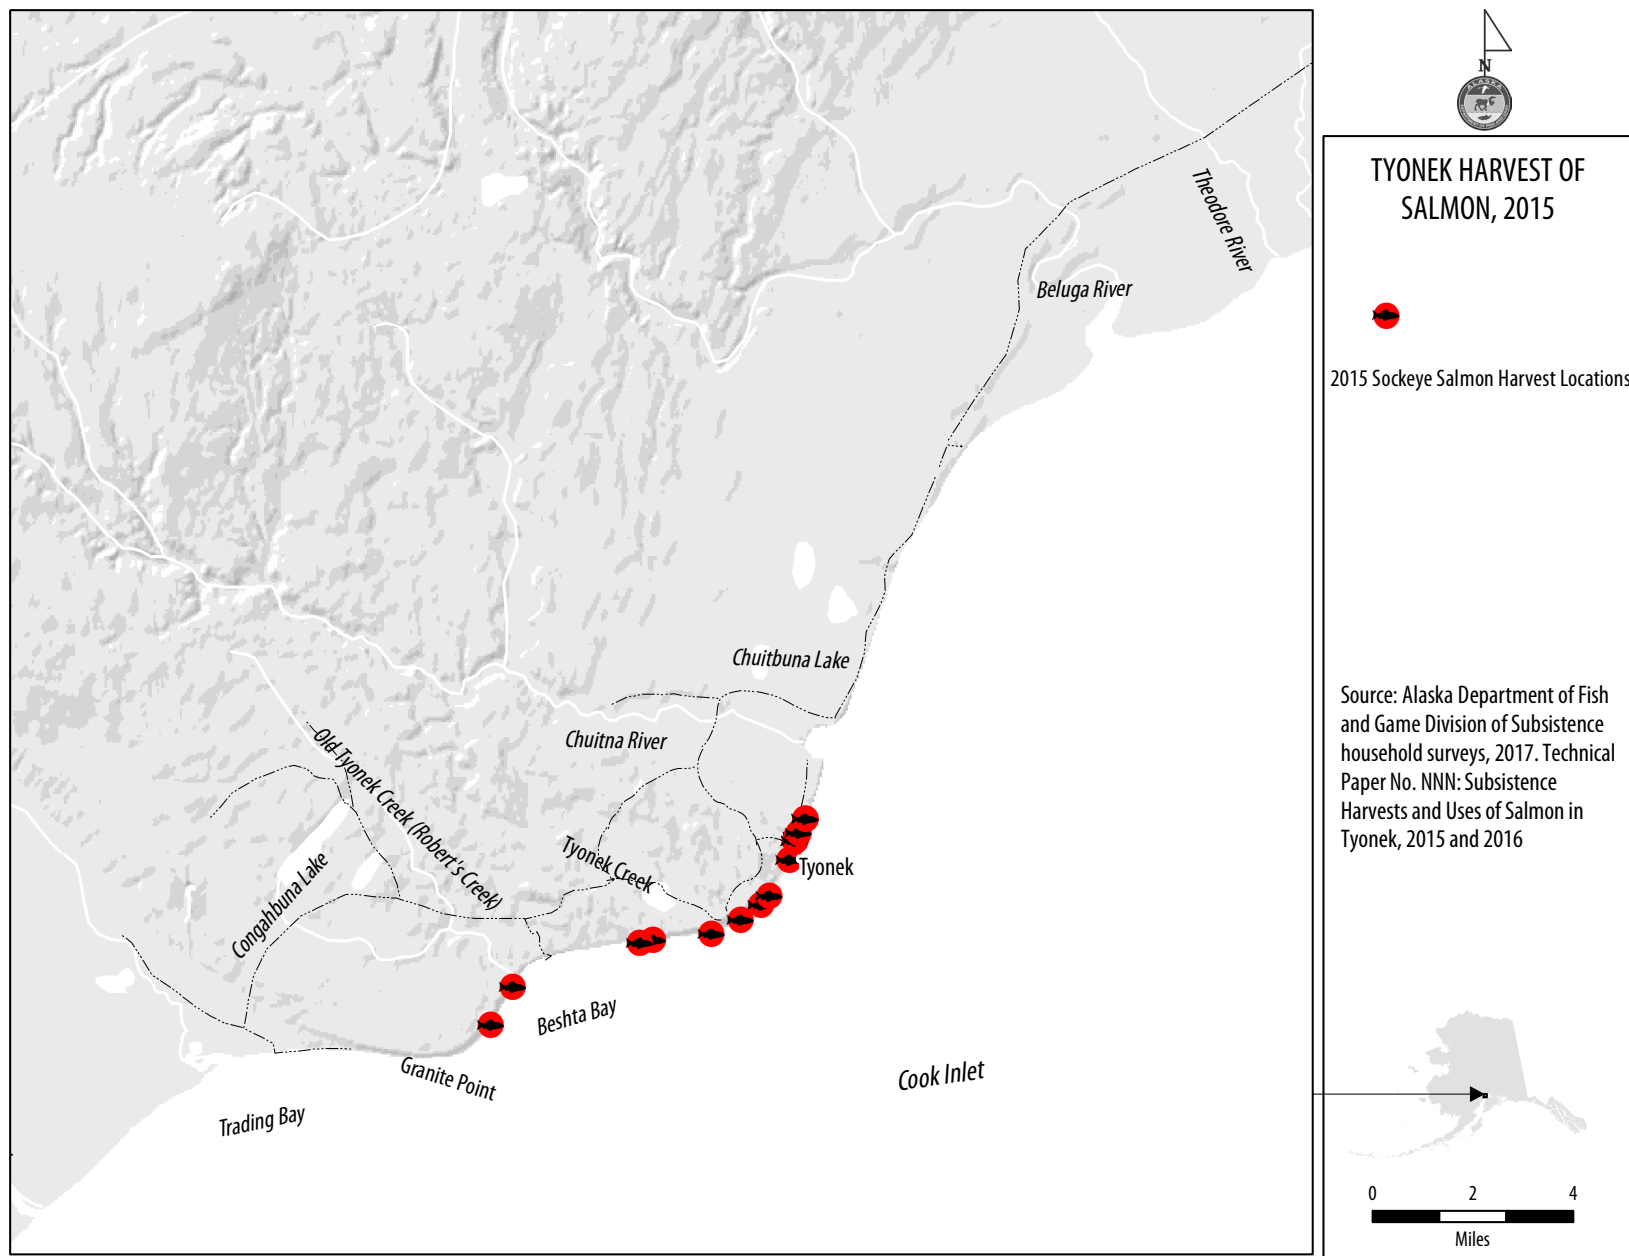 N
ALASKA
TYONEK HARVEST OF
SALMON, 2015
2015 Sockeye Salmon Harvest Locations
Source: Alaska Department of Fish
and Game Division of Subsistence
household surveys, 2017. Technical
Paper No. NNN: Subsistence
Harvests and Uses of Salmon in
Tyonek, 2015 and 2016
0 2 4
Miles
Theodore River
Beluga River
Chuitbuna Lake
Chuitna River
Old Tyonek Creek (Robert's Creek)
Tyonek Creek
Tyonek
Congahbuna Lake
Beshta Bay
Granite Point
Cook Inlet
Trading Bay